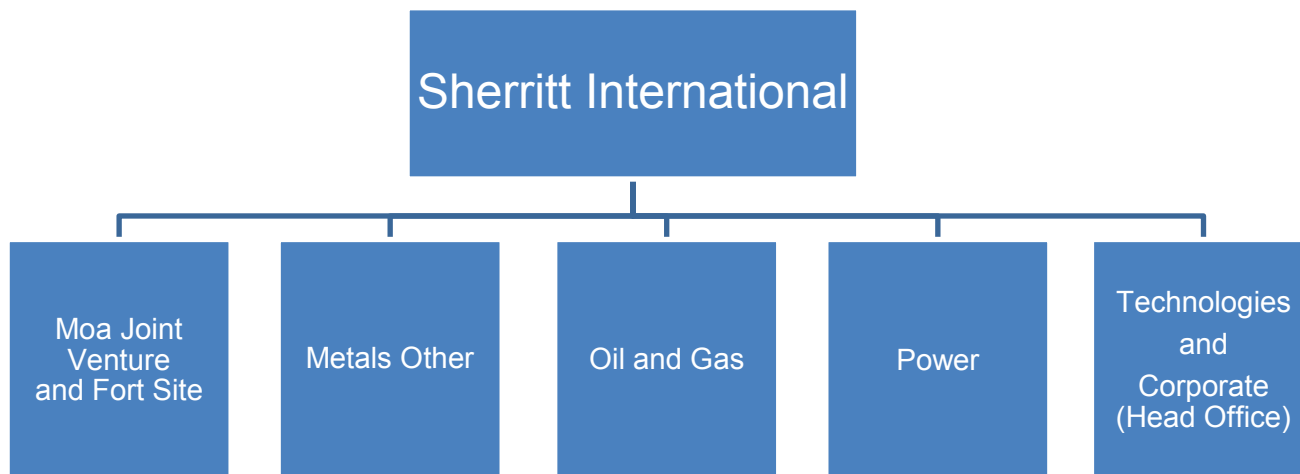 Sherritt International
Moa Joint
Venture
and Fort Site
Metals Other
Oil and Gas
Power
Technologies
and
Corporate
(Head Office)